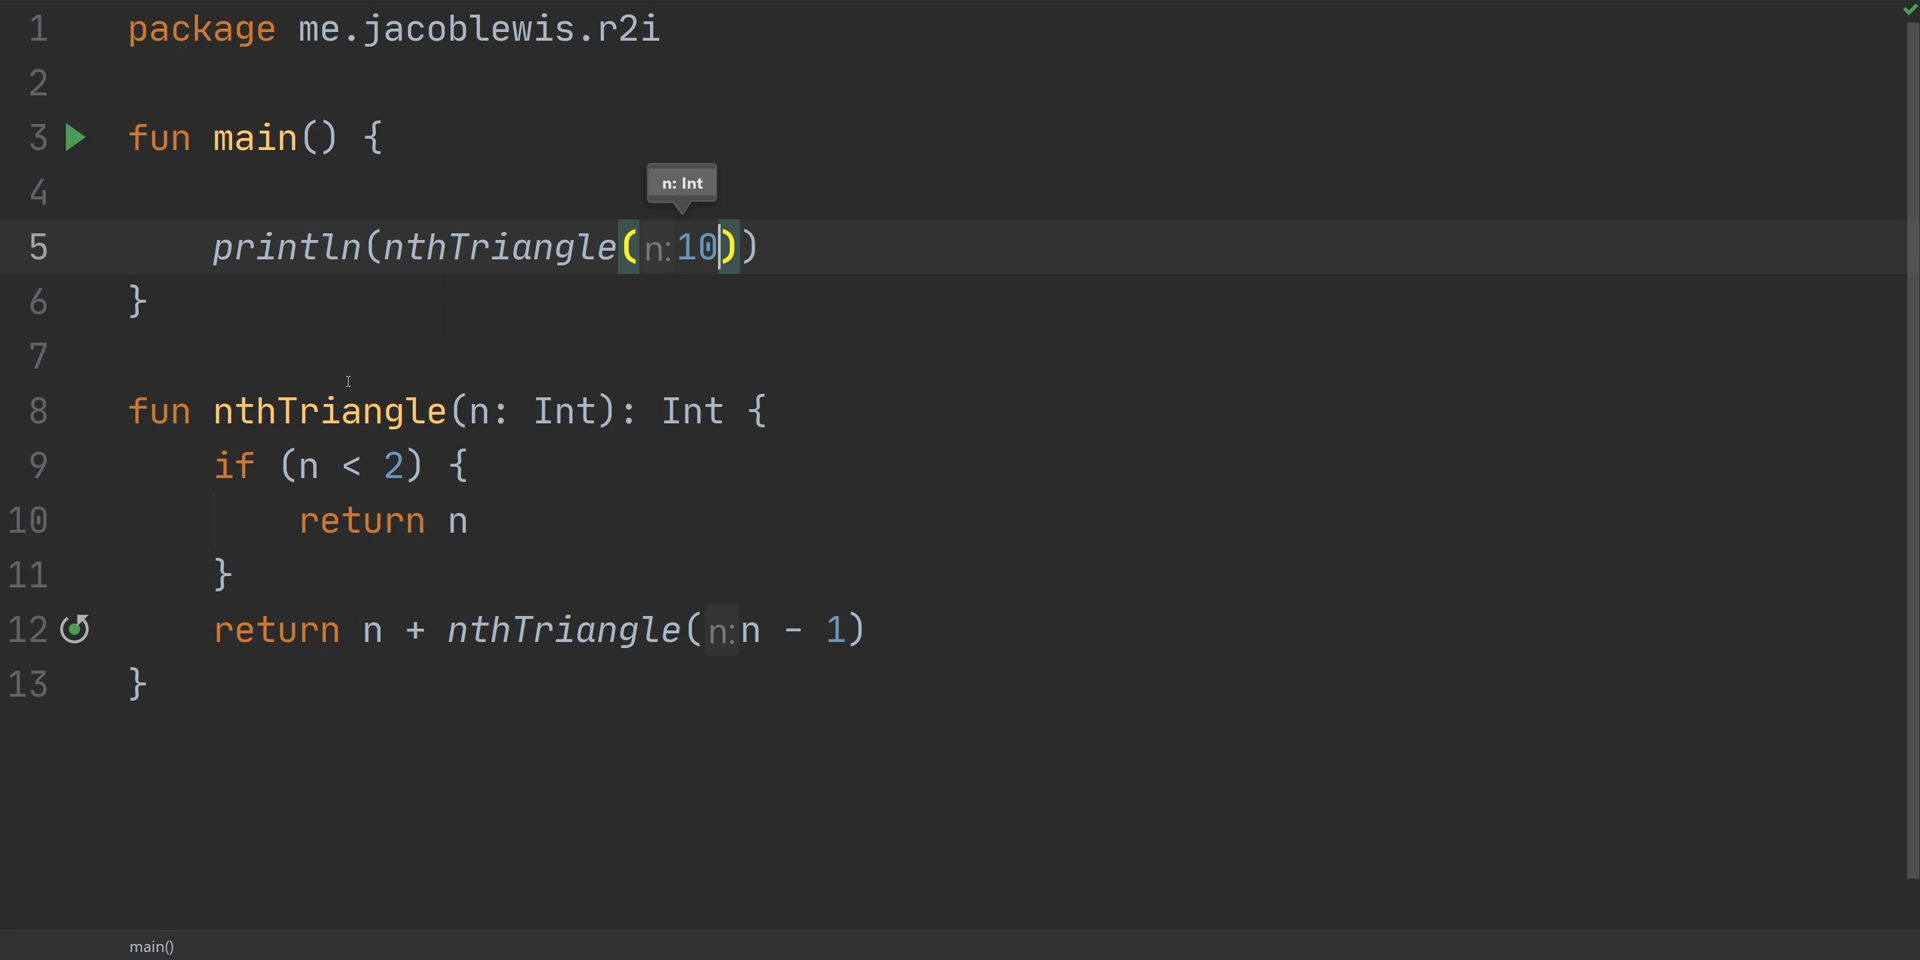 1 package me.jacoblewis.r2i
2
3 fun main() {
n: Int
4
5 println(nthTriangle( n: 10))
6 }
7
8 fun nthTriangle(n: Int): Int {
9 if (n < 2) {
10 return n
11 }
12 return n + nthTriangle( n: n - 1)
13 }
main()